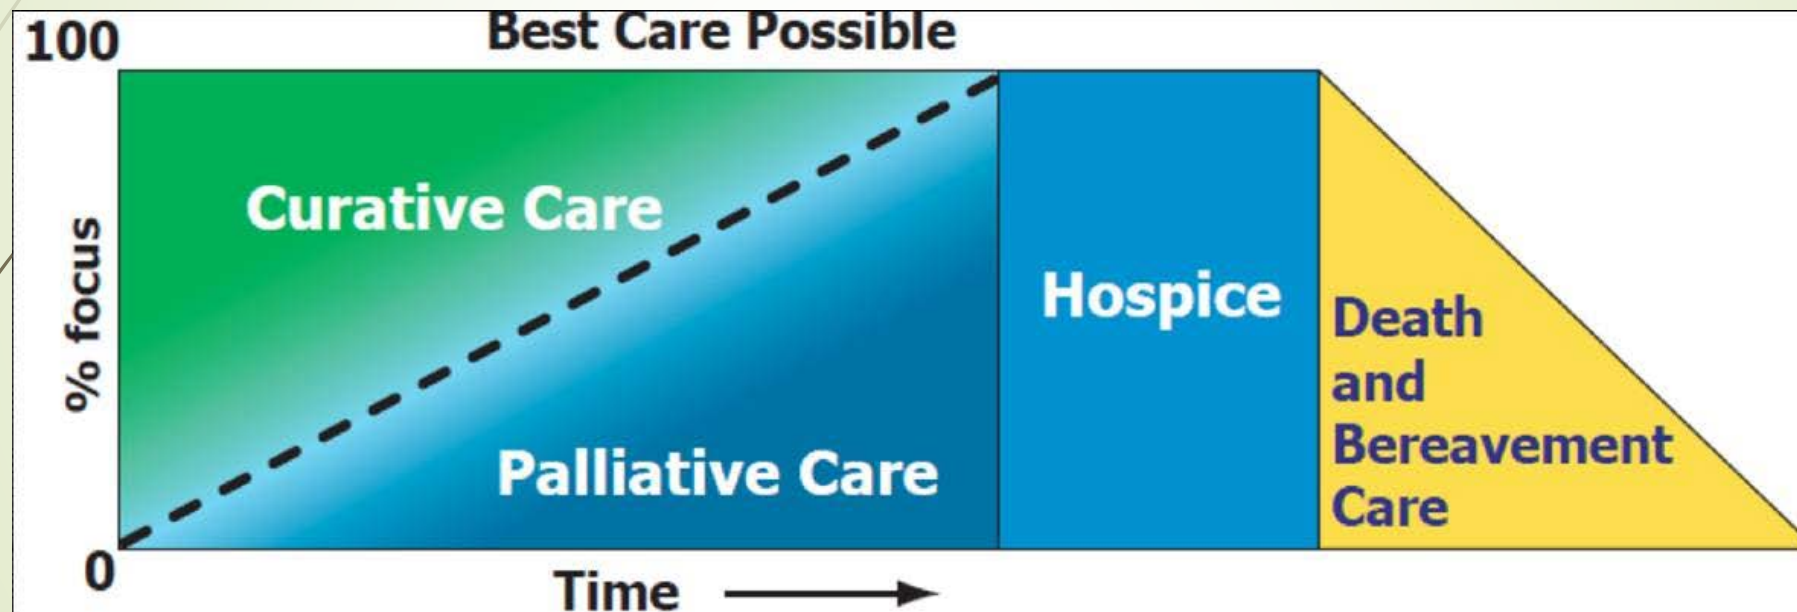 Best Care Possible
100
% focus
Curative Care
Palliative Care
Hospice
Death
and
Bereavement
Care
0
Time